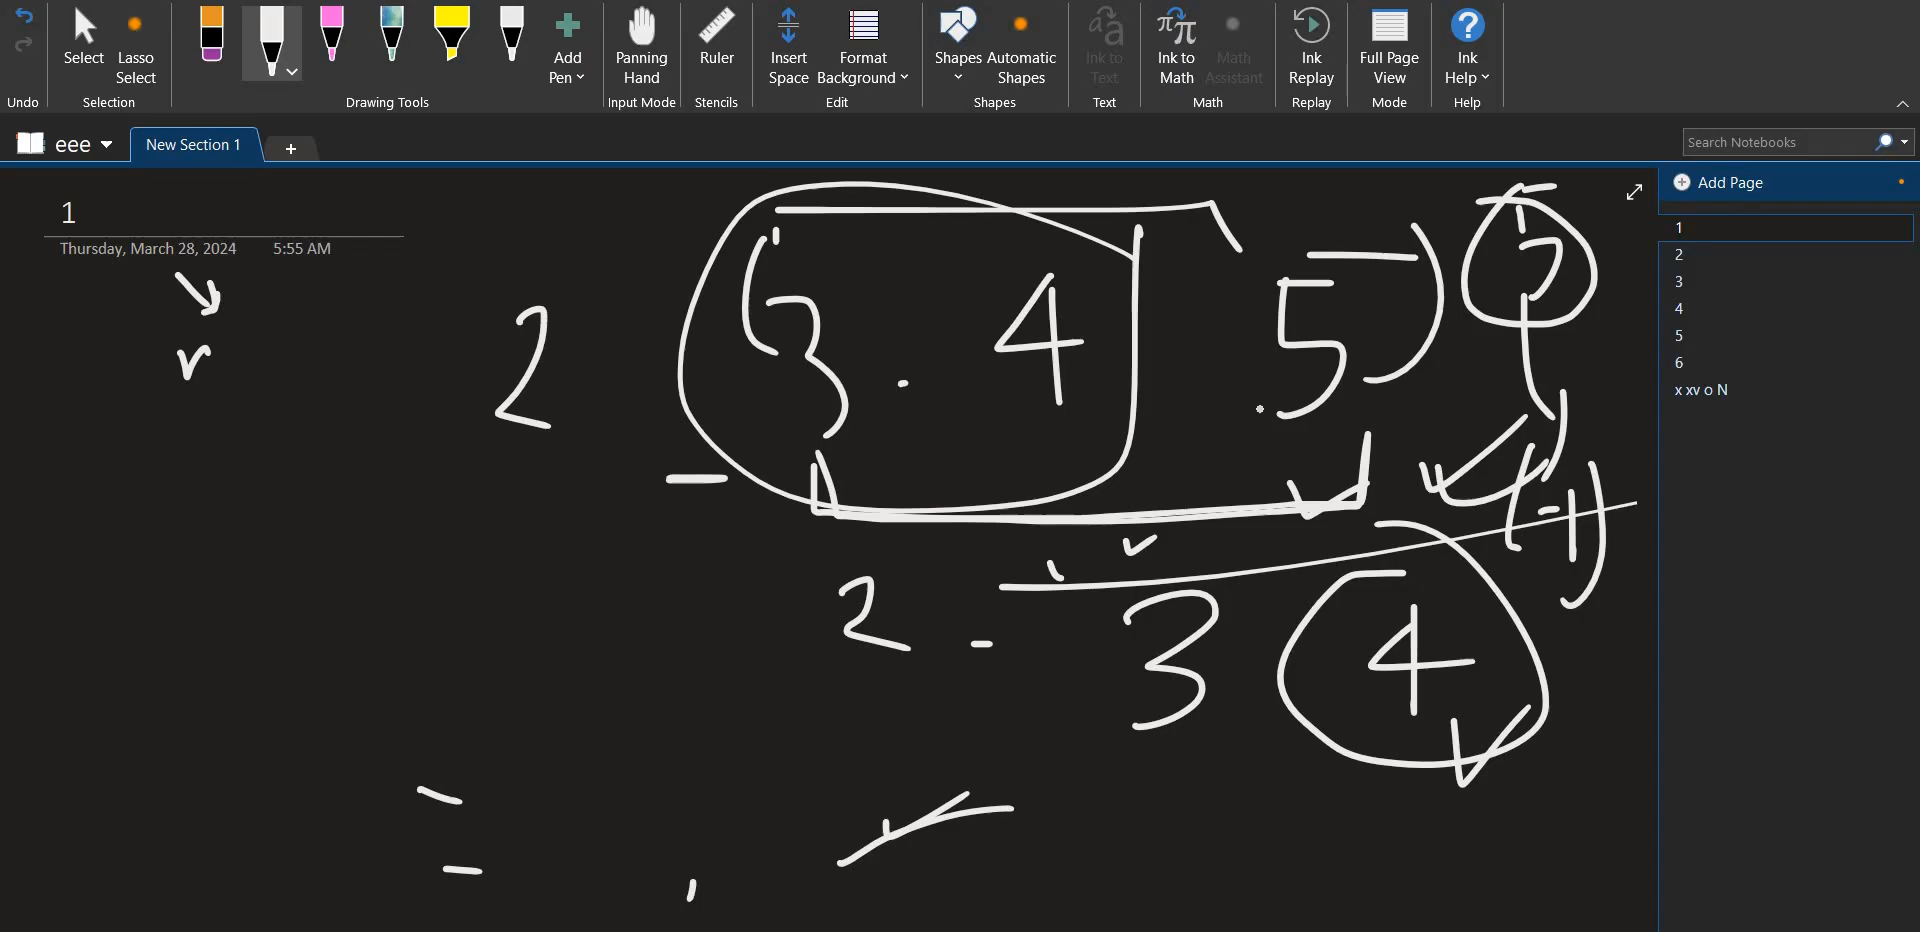 Undo
Select
Lasso Select
Selection
Drawing Tools
Add Pen
Panning Hand
Input Mode
Ruler
Stencils
Insert Space
Format Background
Edit
Shapes
Automatic Shapes
Shapes
Ink to Text
Text
Ink to Math
Math Assistant
Math
Ink Replay
Replay
Full Page View
Mode
Ink Help
Help
eee
New Section 1
+
Search Notebooks
Add Page
1
Thursday, March 28, 2024 5:55 AM
1
2
3
4
5
6
x xv o N
r
2 (3 . 4 5)
(-1)
2 - 3 4